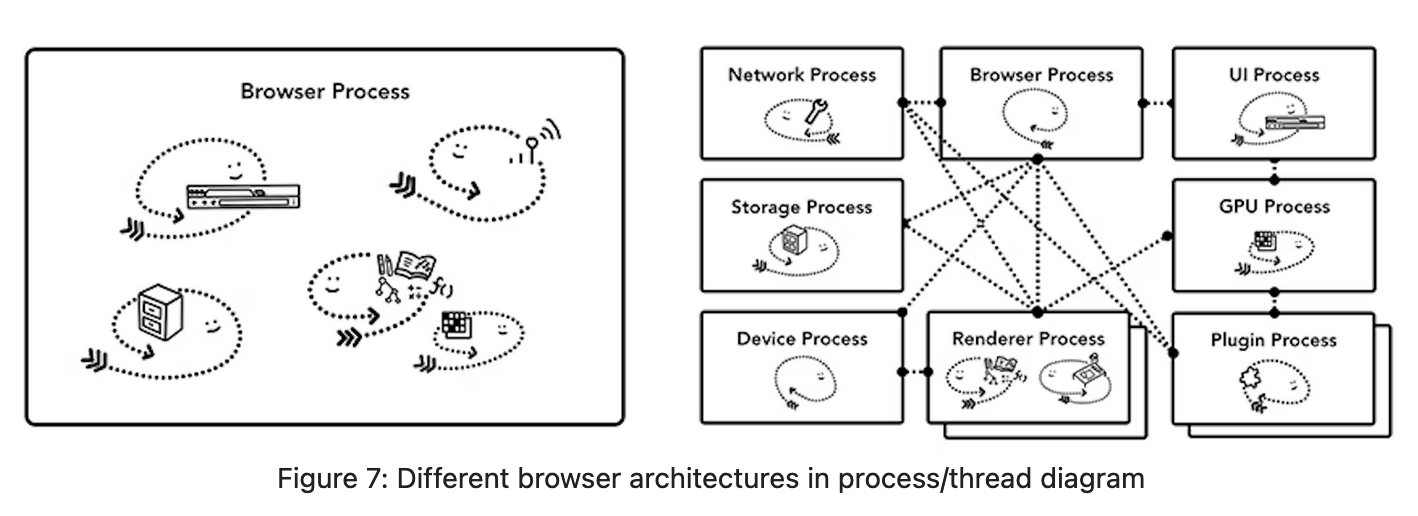 Browser Process
Network Process
Browser Process
UI Process
Storage Process
GPU Process
Device Process
Renderer Process
Plugin Process
f()
f()
Figure 7: Different browser architectures in process/thread diagram